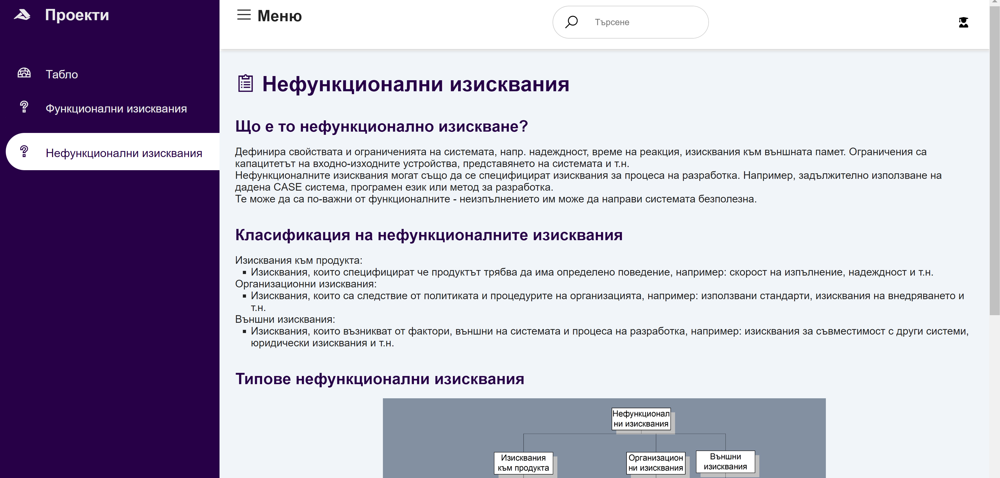 Проекти
Табло
Функционални изисквания
Нефункционални изисквания
Меню
Търсене
Нефункционални изисквания
Що е то нефункционално изискване?
Дефинира свойствата и ограниченията на системата, напр. надеждност, време на реакция, изисквания към външната памет. Ограничения са
капацитетът на входно-изходните устройства, представянето на системата и т.н.
Нефункционалните изисквания могат също да се специфицират изисквания за процеса на разработка. Например, задължително използване на
дадена CASE система, програмен език или метод за разработка.
Те може да са по-важни от функционалните - неизпълнението им може да направи системата безполезна.
Класификация на нефункционалните изисквания
Изисквания към продукта:
▪ Изисквания, които специфицират че продуктът трябва да има определено поведение, например: скорост на изпълнение, надеждност и т.н.
Организационни изисквания:
▪ Изисквания, които са следствие от политиката и процедурите на организацията, например: използвани стандарти, изисквания на внедряването и
т.н.
Външни изисквания:
▪ Изисквания, които възникват от фактори, външни на системата и процеса на разработка, например: изисквания за съвместимост с други системи,
юридически изисквания и т.н.
Типове нефункционални изисквания
Нефункционал
ни изисквания
Изисквания
към продукта
Организацион
ни изисквания
Външни
изисквания